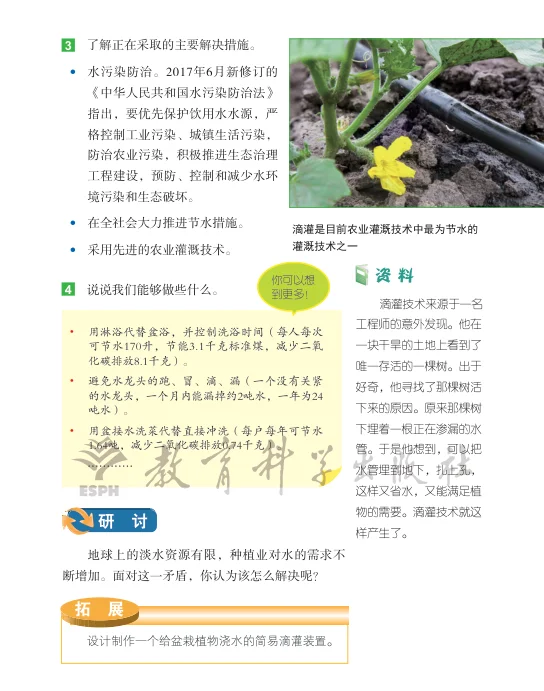 3 了解正在采取的主要解决措施。
• 水污染防治。2017年6月新修订的
《中华人民共和国水污染防治法》
指出，要优先保护饮用水水源，严
格控制工业污染、城镇生活污染，
防治农业污染，积极推进生态治理
工程建设，预防、控制和减少水环
境污染和生态破坏。
• 在全社会大力推进节水措施。
• 采用先进的农业灌溉技术。
滴灌是目前农业灌溉技术中最为节水的
灌溉技术之一
4 说说我们能够做些什么。
你可以想
到更多！
• 用淋浴代替盆浴，并控制洗浴时间（每人每次
可节水170升，节能3.1千克标准煤，减少二氧
化碳排放8.1千克）。
• 避免水龙头的跑、冒、滴、漏（一个没有关紧
的水龙头，一个月内能漏掉约2吨水，一年为24
吨水）。
• 用盆接水洗菜代替直接冲洗（每户每年可节水
1.64吨，减少二氧化碳排放0.74千克）。
…………
资料
滴灌技术来源于一名
工程师的意外发现。他在
一块干旱的土地上看到了
唯一存活的一棵树。出于
好奇，他寻找了那棵树活
下来的原因。原来那棵树
下埋着一根正在渗漏的水
管。于是他想到，可以把
水管埋到地下，扎上孔，
这样又省水，又能满足植
物的需要。滴灌技术就这
样产生了。
ESPH 教育科学出版社
研讨
地球上的淡水资源有限，种植业对水的需求不
断增加。面对这一矛盾，你认为该怎么解决呢？
拓展
设计制作一个给盆栽植物浇水的简易滴灌装置。